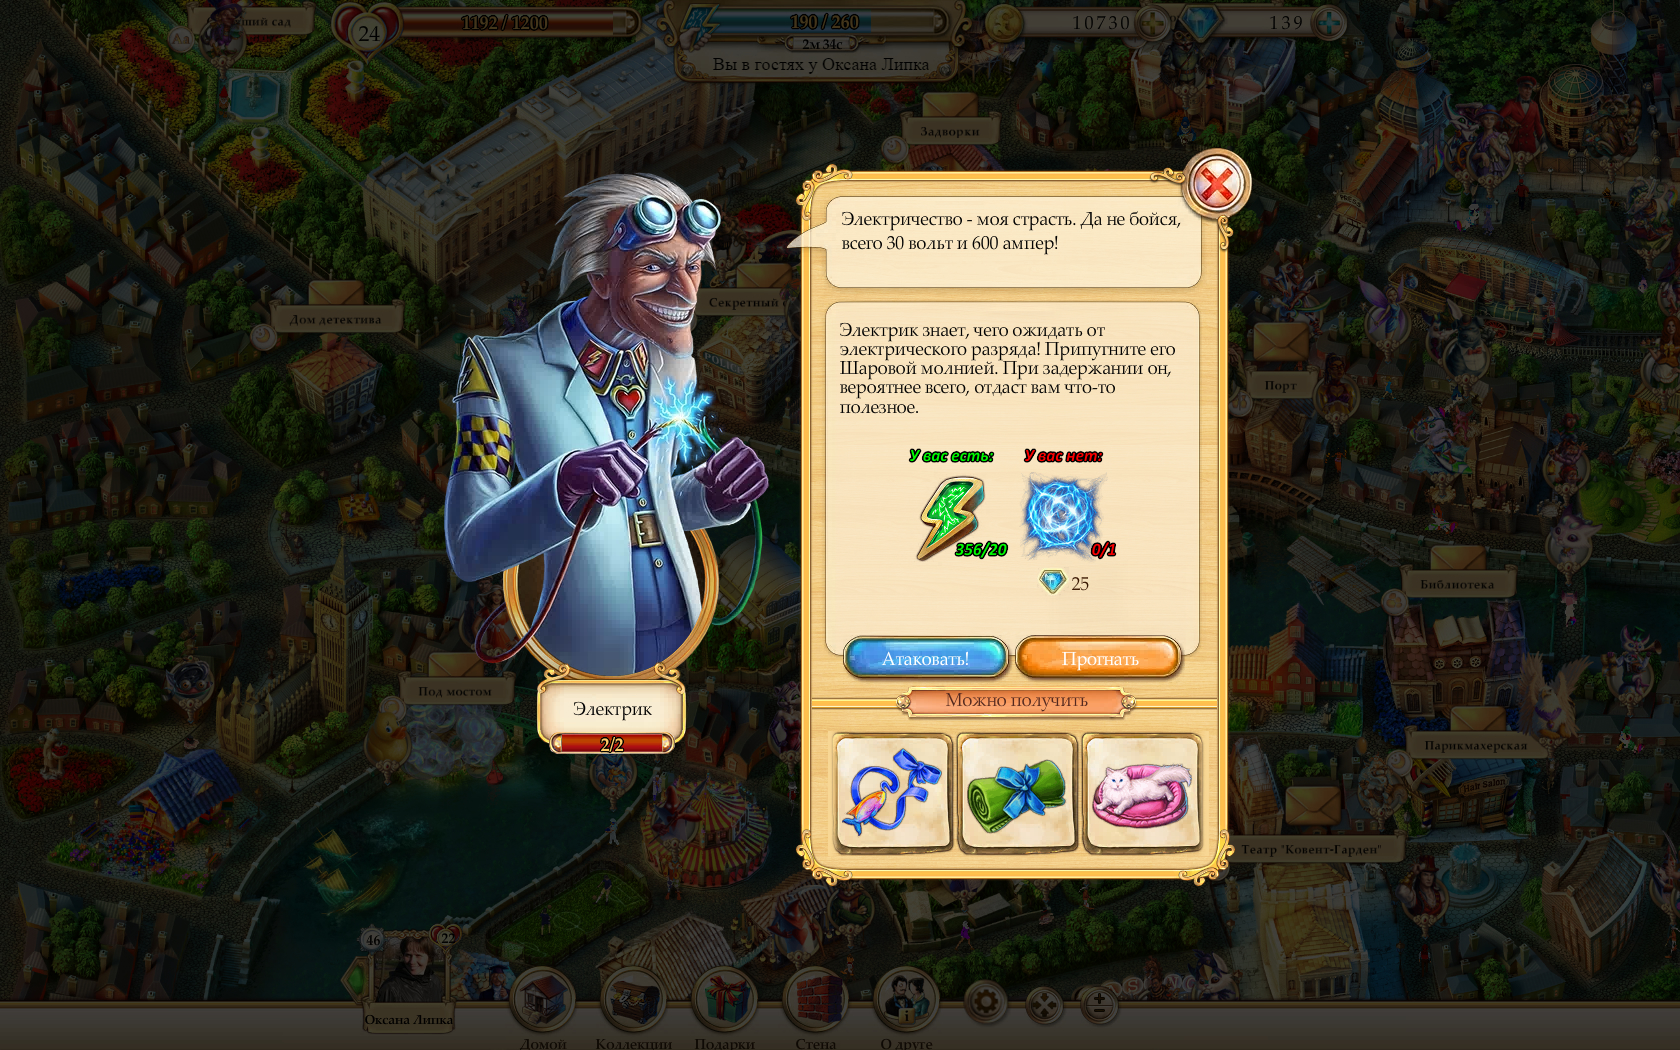 24
1192 / 1200
190 / 260
2м 34с
Вы в гостях у Оксана Липка
10730
139
Задворки
Дом детектива
Секретный
Порт
Библиотека
Под мостом
Парикмахерская
Hair Salon
Театр "Ковент-Гарден"
Электричество - моя страсть. Да не бойся,
всего 30 вольт и 600 ампер!
Электрик знает, чего ожидать от
электрического разряда! Припугните его
Шаровой молнией. При задержании он,
вероятнее всего, отдаст вам что-то
полезное.
У вас есть:
У вас нет:
356/20
0/1
25
Атаковать!
Прогнать
Можно получить
Электрик
2/2
46
22
Оксана Липка
Домой
Коллекции
Подарки
Стена
О друге